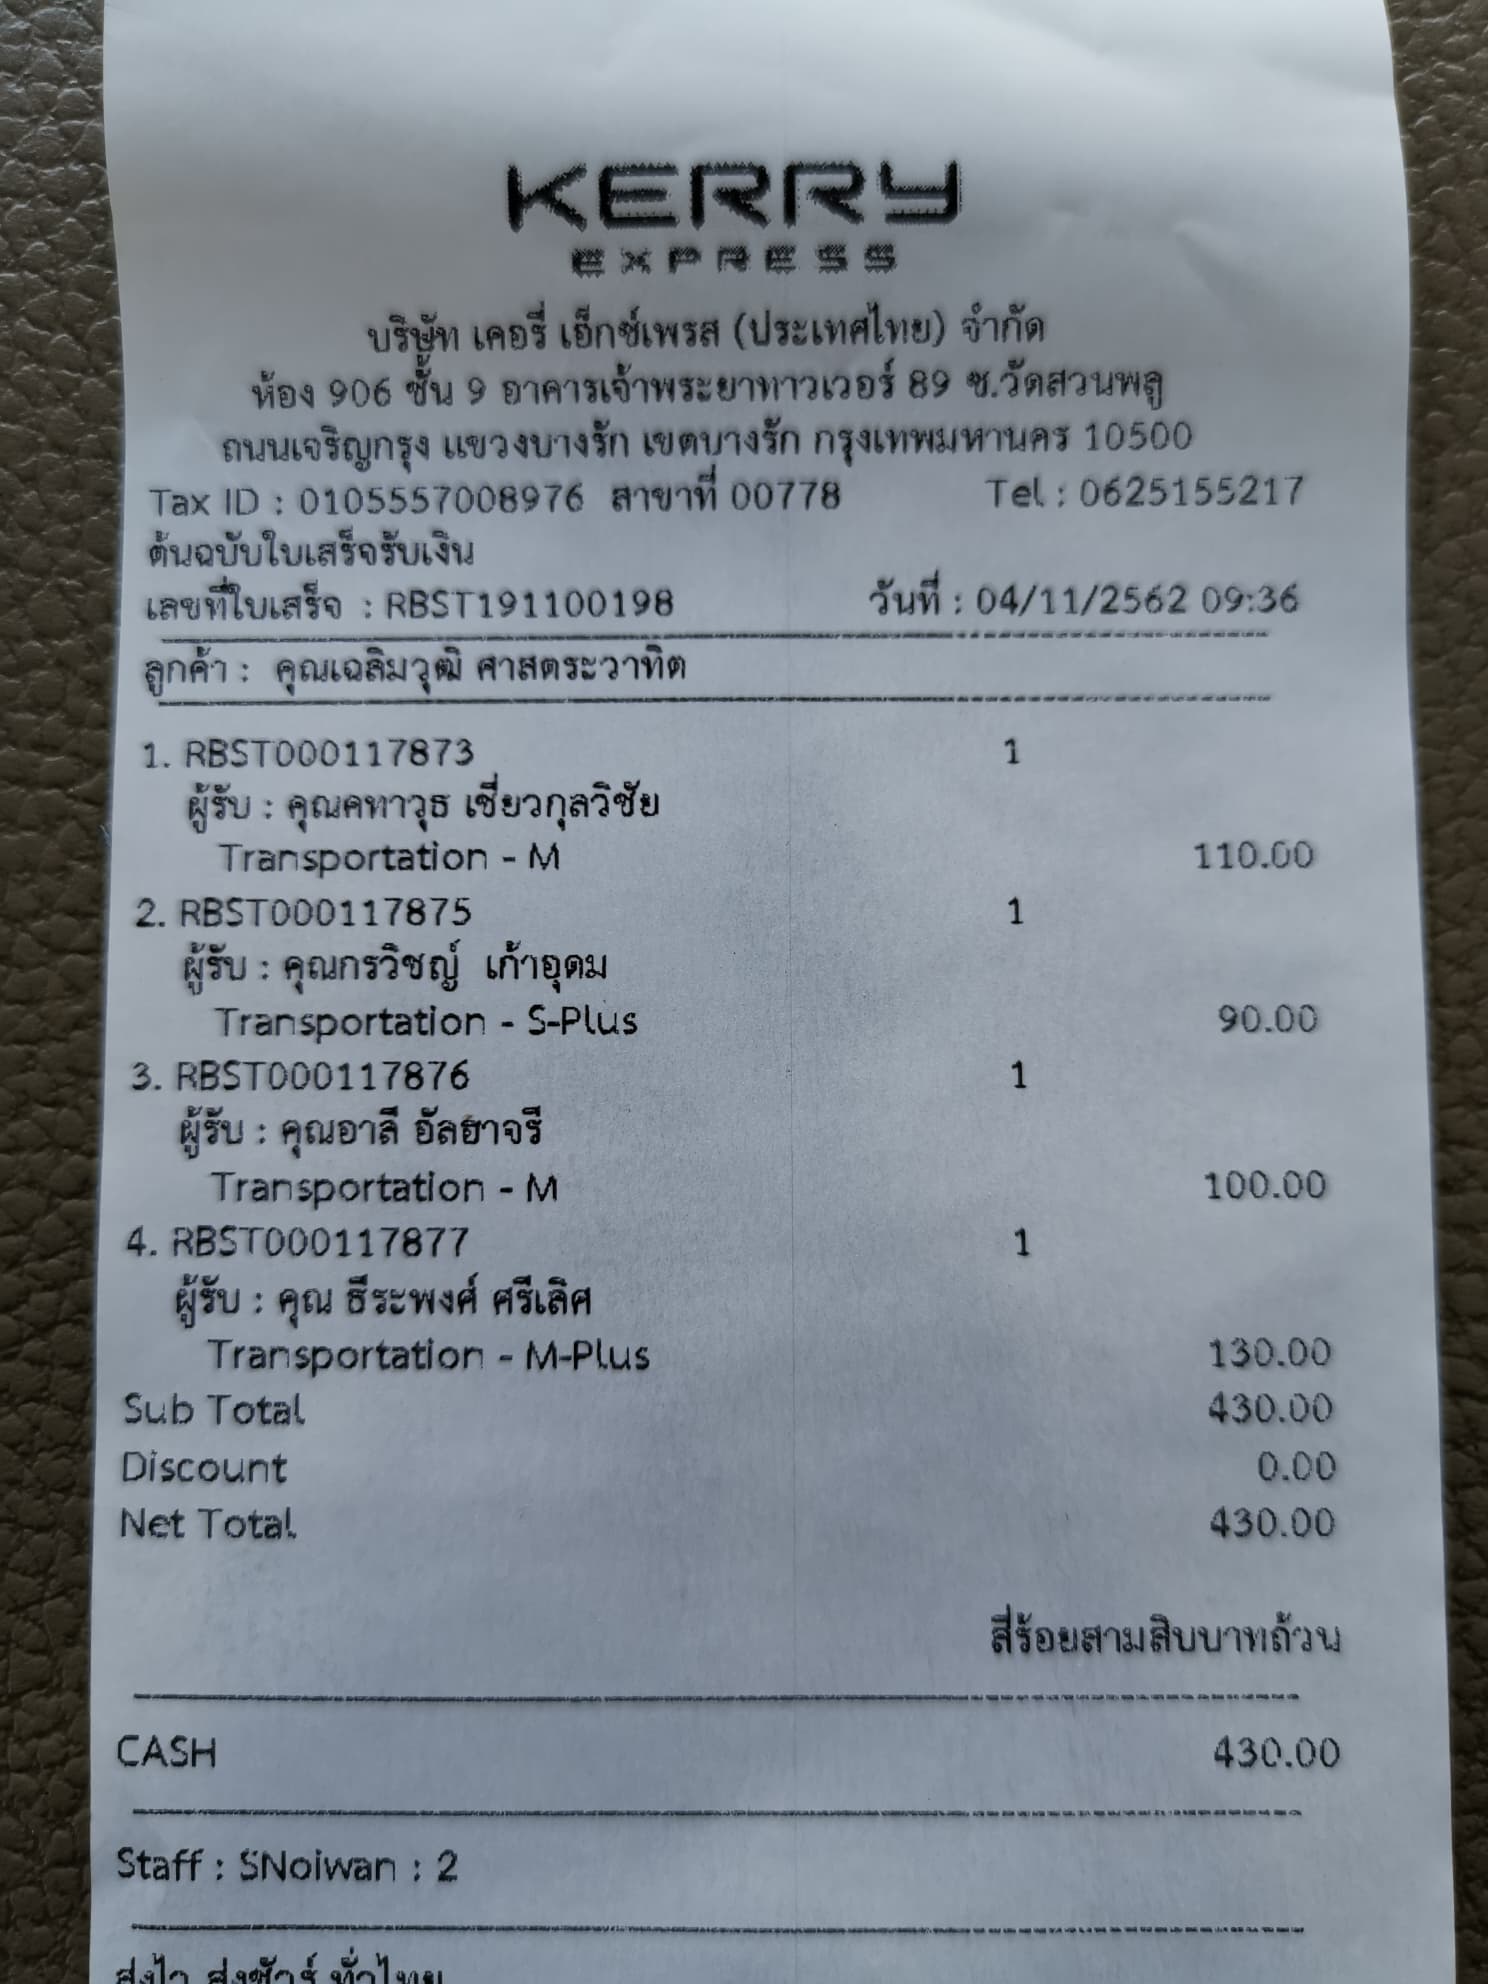 KERRY
EXPRESS
บริษัท เคอรี่ เอ็กซ์เพรส (ประเทศไทย) จำกัด
ห้อง 906 ชั้น 9 อาคารเจ้าพระยาทาวเวอร์ 89 ซ.วัดสวนพลู
ถนนเจริญกรุง แขวงบางรัก เขตบางรัก กรุงเทพมหานคร 10500
Tax ID : 0105557008976 สาขาที่ 00778 Tel : 0625155217
ต้นฉบับใบเสร็จรับเงิน
เลขที่ใบเสร็จ : RBST191100198 วันที่ : 04/11/2562 09:36
ลูกค้า : คุณเฉลิมวุฒิ ศาสตระวาทิต
1. RBST000117873 1
ผู้รับ : คุณคทาวุธ เชี่ยวกุลวิชัย
Transportation - M 110.00
2. RBST000117875 1
ผู้รับ : คุณกรวิชญ์ เก้าอุดม
Transportation - S-Plus 90.00
3. RBST000117876 1
ผู้รับ : คุณอาลี อัลฮาจรี
Transportation - M 100.00
4. RBST000117877 1
ผู้รับ : คุณ ธีระพงศ์ ศรีเลิศ
Transportation - M-Plus 130.00
Sub Total 430.00
Discount 0.00
Net Total 430.00
สี่ร้อยสามสิบบาทถ้วน
CASH 430.00
Staff : SNoiwan : 2
ส่งไว ส่งชัวร์ ทั่วไทย